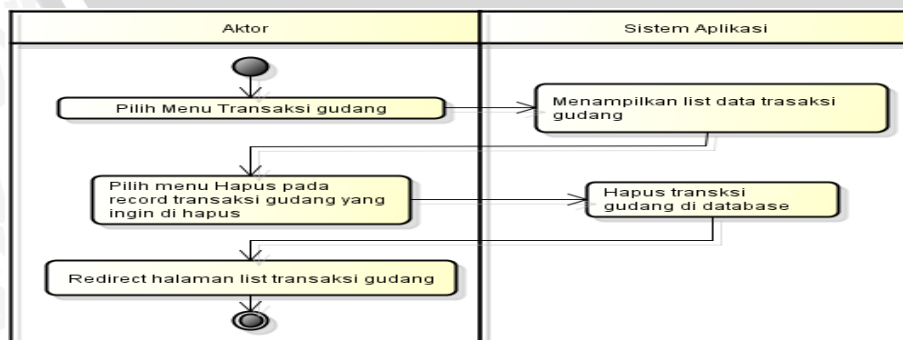 Aktor
Sistem Aplikasi
Pilih Menu Transaksi gudang
Menampilkan list data trasaksi
gudang
Pilih menu Hapus pada
record transaksi gudang yang
ingin di hapus
Hapus transksi
gudang di database
Redirect halaman list transaksi gudang